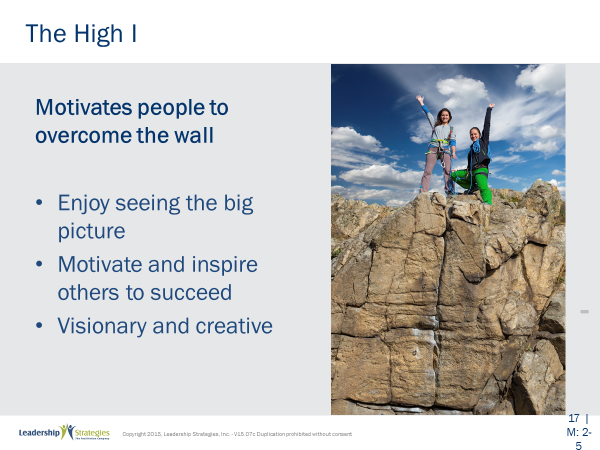 The High I
Motivates people to
overcome the wall
• Enjoy seeing the big
picture
• Motivate and inspire
others to succeed
• Visionary and creative
Leadership Strategies
The Facilitation Company
Copyright 2015, Leadership Strategies, Inc. - V15.07c Duplication prohibited without consent
17 |
M: 2-
5